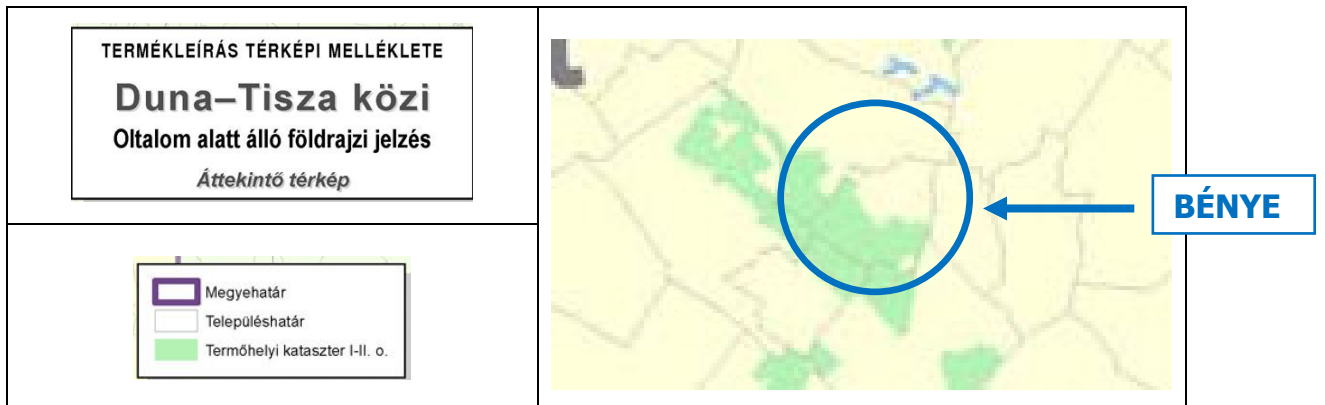 TERMÉKLEÍRÁS TÉRKÉPI MELLÉKLETE
Duna–Tisza közi
Oltalom alatt álló földrajzi jelzés
Áttekintő térkép
BÉNYE
Megyehatár
Településhatár
Termőhelyi kataszter I-II. o.